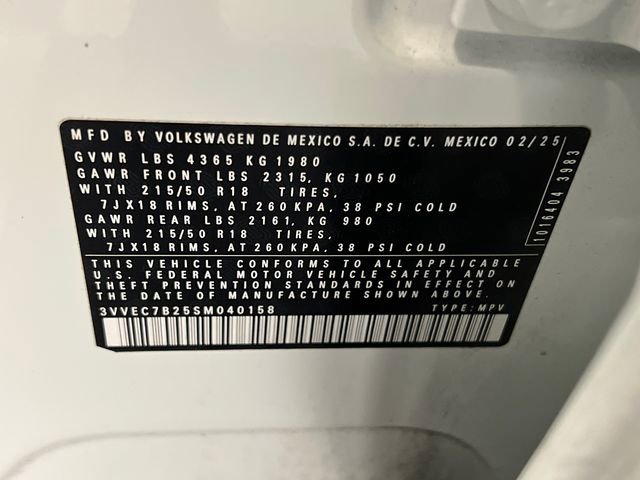 MFD BY VOLKSWAGEN DE MEXICO S.A. DE C.V. MEXICO 02/25
GVWR LBS 4365 KG 1980
GAWR FRONT LBS 2315, KG 1050
WITH 215/50 R18 TIRES,
7JX18 RIMS, AT 260 KPA, 38 PSI COLD
GAWR REAR LBS 2161, KG 980
WITH 215/50 R18 TIRES,
7JX18 RIMS, AT 260 KPA, 38 PSI COLD
THIS VEHICLE CONFORMS TO ALL APPLICABLE
U.S. FEDERAL MOTOR VEHICLE SAFETY AND
THEFT PREVENTION STANDARDS IN EFFECT ON
THE DATE OF MANUFACTURE SHOWN ABOVE.
3VVEC7B25SM040158 TYPE: MPV
1016404 3983